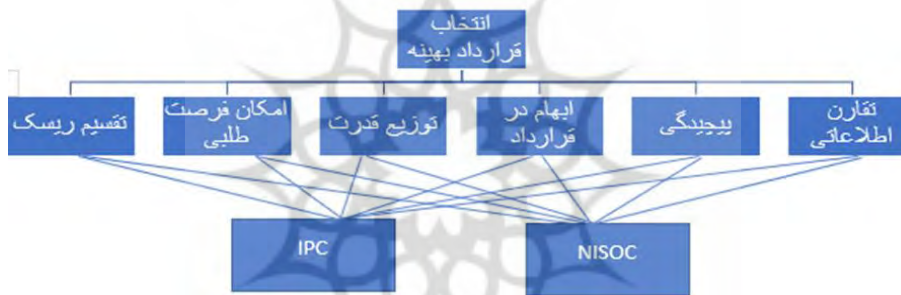 انتخاب
قرارداد بهینه
تقارن
اطلاعاتی
پیچیدگی
ابهام در
قرارداد
توزیع قدرت
امکان فرصت
طلبی
تقسیم ریسک
NISOC
IPC